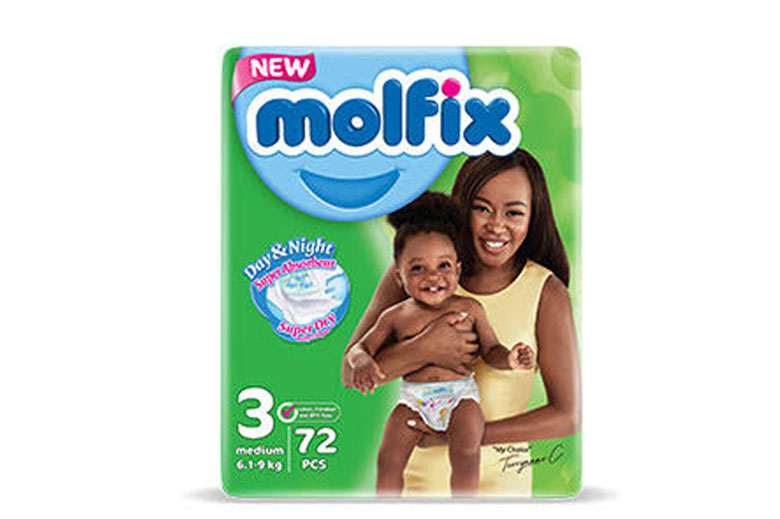 NEW
molfix
Day & Night
Super Absorbent
Super Dry
3
medium
6.1-9 kg
72
PCS
"My Choice"